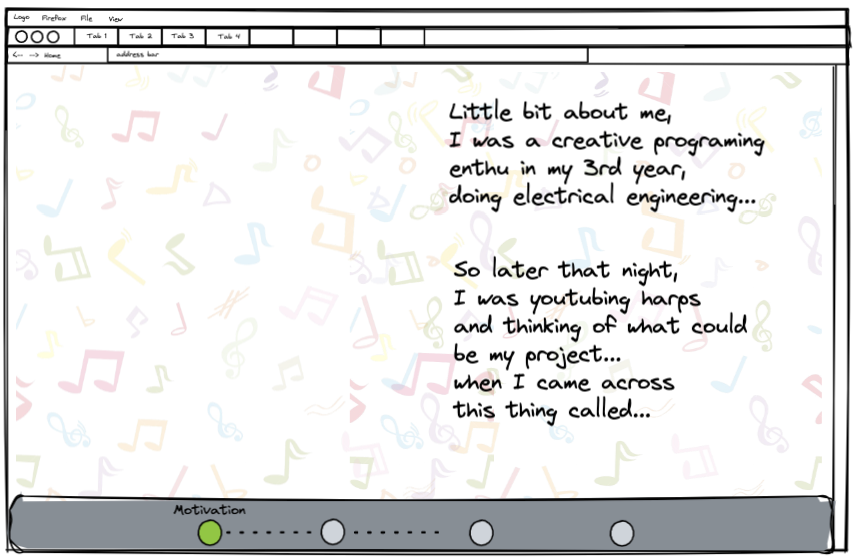 Logo Firefox File View
Tab 1 Tab 2 Tab 3 Tab 4
<-- --> Home address bar
Little bit about me,
I was a creative programing
enthu in my 3rd year,
doing electrical engineering...
So later that night,
I was youtubing harps
and thinking of what could
be my project...
when I came across
this thing called...
Motivation